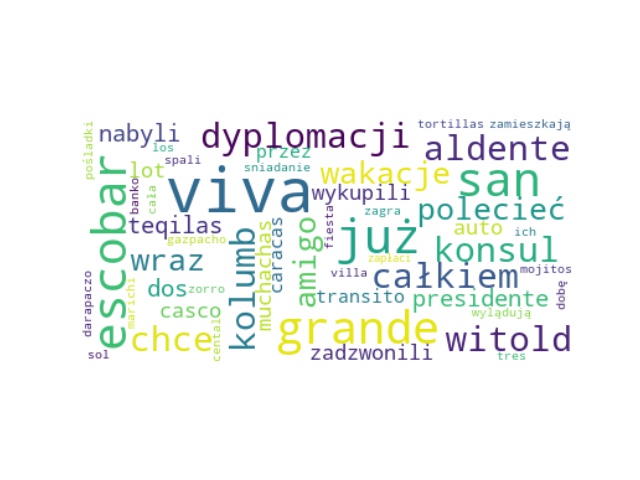 tortillas zamieszkają
nabyli dyplomacji
pośladki
los przez aldente
spali lot
sniadanie wakacje san
viva
banko cała wykupili
escobar
teqilas fiesta zagra polecieć
już auto ich
gazpacho konsul
kolumb muchachas caracas amigo
wraz zapłaci
villa całkiem mojitos
darapaczo marichi
dos zorro transito presidente dobę
casco wylądują
chce grande witold
centala
sol zadzwonili tres